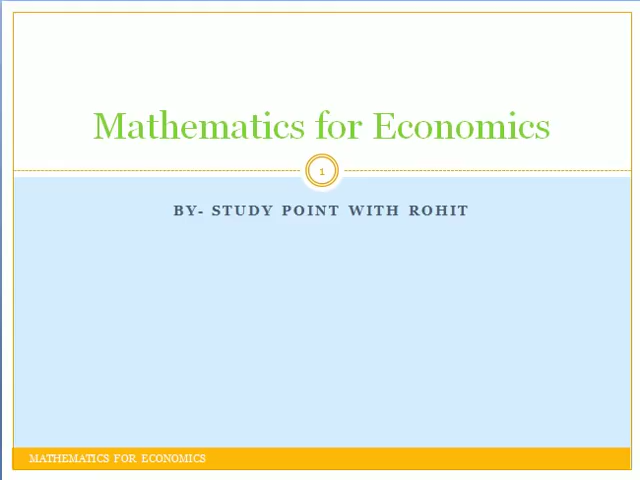 Mathematics for Economics
1
BY- STUDY POINT WITH ROHIT
MATHEMATICS FOR ECONOMICS